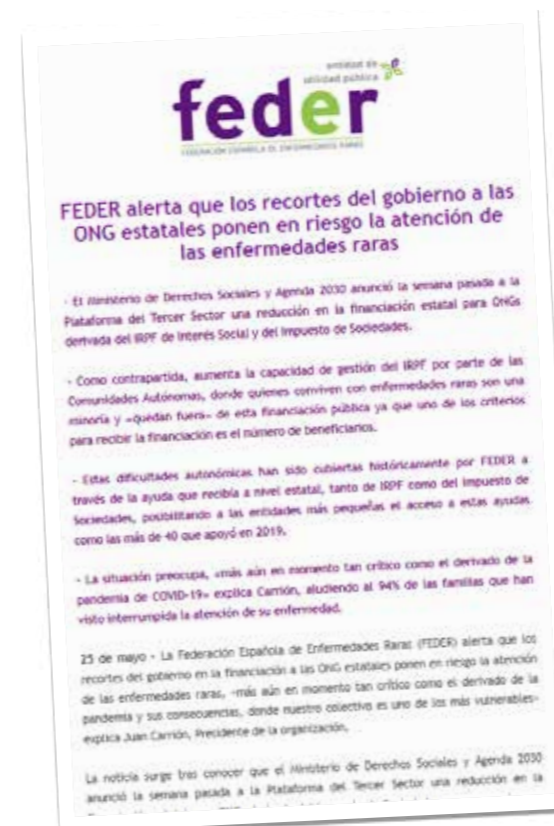 entidad de
utilidad pública
feder
FEDERACIÓN ESPAÑOLA DE ENFERMEDADES RARAS
FEDER alerta que los recortes del gobierno a las
ONG estatales ponen en riesgo la atención de
las enfermedades raras
- El Ministerio de Derechos Sociales y Agenda 2030 anunció la semana pasada a la
Plataforma del Tercer Sector una reducción en la financiación estatal para ONGs
derivada del IRPF de Interés Social y del Impuesto de Sociedades.
- Como contrapartida, aumenta la capacidad de gestión del IRPF por parte de las
Comunidades Autónomas, donde quienes conviven con enfermedades raras son una
minoría y «quedan fuera» de esta financiación pública ya que uno de los criterios
para recibir la financiación es el número de beneficiarios.
- Estas dificultades autonómicas han sido cubiertas históricamente por FEDER a
través de la ayuda que recibía a nivel estatal, tanto de IRPF como del Impuesto de
Sociedades, posibilitando a las entidades más pequeñas el acceso a estas ayudas
como las más de 40 que apoyó en 2019.
- La situación preocupa, «más aún en momento tan crítico como el derivado de la
pandemia de COVID-19» explica Carrión, aludiendo al 94% de las familias que han
visto interrumpida la atención de su enfermedad.
25 de mayo - La Federación Española de Enfermedades Raras (FEDER) alerta que los
recortes del gobierno en la financiación a las ONG estatales ponen en riesgo la atención
de las enfermedades raras, «más aún en momento tan crítico como el derivado de la
pandemia y sus consecuencias, donde nuestro colectivo es uno de los más vulnerables»
explica Juan Carrión, Presidente de la organización.
La noticia surge tras conocer que el Ministerio de Derechos Sociales y Agenda 2030
anunció la semana pasada a la Plataforma del Tercer Sector una reducción en la